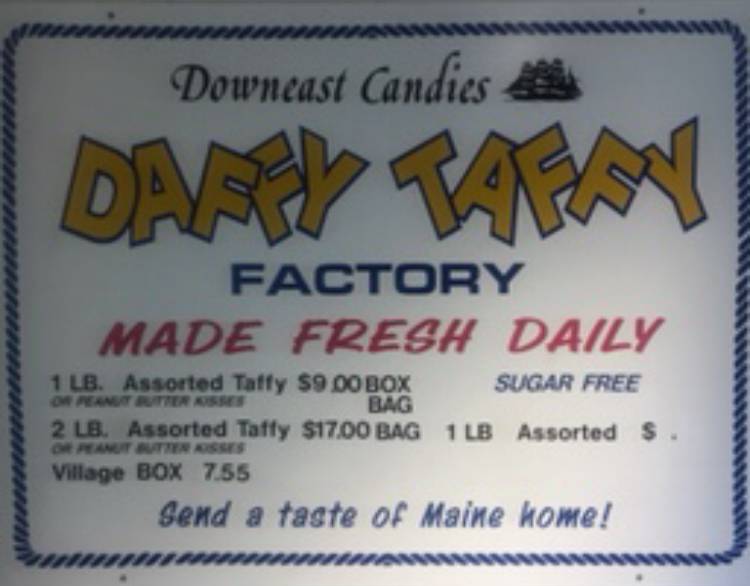 Downeast Candies
DAFFY TAFFY
FACTORY
MADE FRESH DAILY
1 LB. Assorted Taffy $9.00 BOX SUGAR FREE
OR PEANUT BUTTER KISSES BAG
2 LB. Assorted Taffy $17.00 BAG 1 LB Assorted $ .
OR PEANUT BUTTER KISSES
Village BOX 7.55
Send a taste of Maine home!